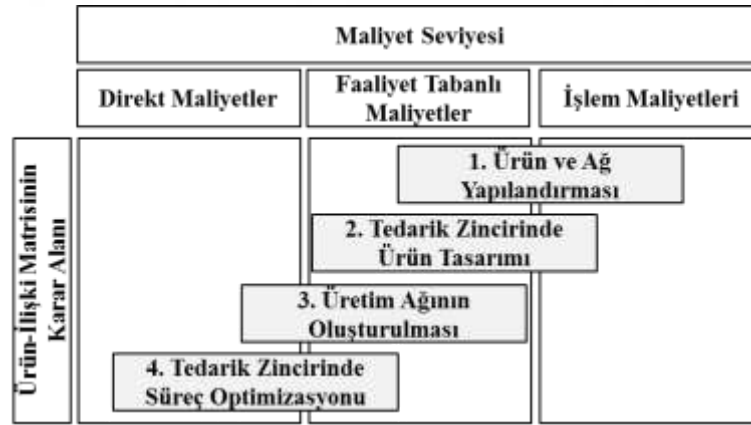 Maliyet Seviyesi
Direkt Maliyetler
Faaliyet Tabanlı
Maliyetler
İşlem Maliyetleri
Ürün-İlişki Matrisinin
Karar Alanı
1. Ürün ve Ağ
Yapılandırması
2. Tedarik Zincirinde
Ürün Tasarımı
3. Üretim Ağının
Oluşturulması
4. Tedarik Zincirinde
Süreç Optimizasyonu